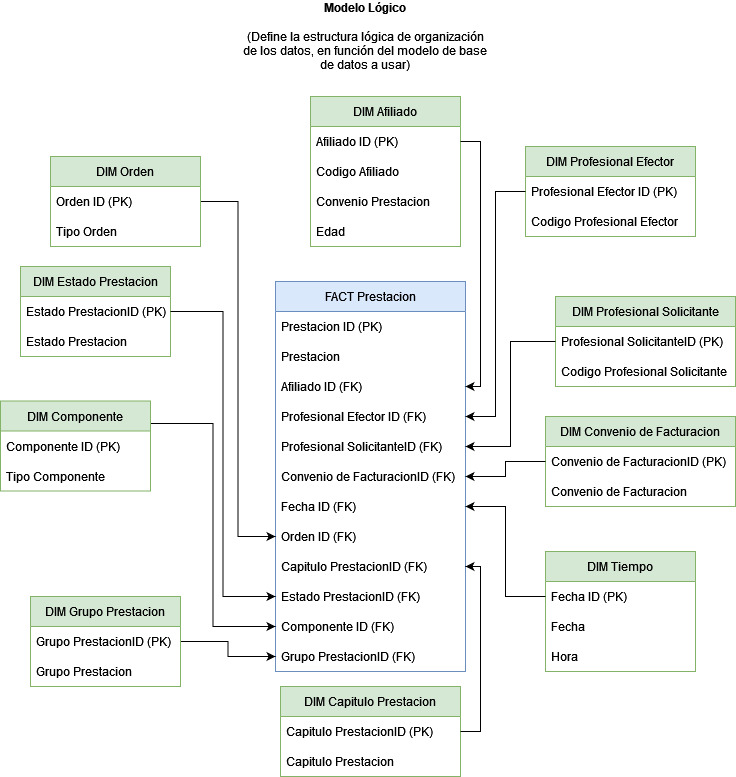 Modelo Lógico
(Define la estructura lógica de organización
de los datos, en función del modelo de base
de datos a usar)
DIM Afiliado
Afiliado ID (PK)
Codigo Afiliado
Convenio Prestacion
Edad
DIM Profesional Efector
Profesional Efector ID (PK)
Codigo Profesional Efector
DIM Orden
Orden ID (PK)
Tipo Orden
DIM Estado Prestacion
Estado PrestacionID (PK)
Estado Prestacion
FACT Prestacion
Prestacion ID (PK)
Prestacion
Afiliado ID (FK)
Profesional Efector ID (FK)
Profesional SolicitanteID (FK)
Convenio de FacturacionID (FK)
Fecha ID (FK)
Orden ID (FK)
Capitulo PrestacionID (FK)
Estado PrestacionID (FK)
Componente ID (FK)
Grupo PrestacionID (FK)
DIM Profesional Solicitante
Profesional SolicitanteID (PK)
Codigo Profesional Solicitante
DIM Componente
Componente ID (PK)
Tipo Componente
DIM Convenio de Facturacion
Convenio de FacturacionID (PK)
Convenio de Facturacion
DIM Tiempo
Fecha ID (PK)
Fecha
Hora
DIM Grupo Prestacion
Grupo PrestacionID (PK)
Grupo Prestacion
DIM Capitulo Prestacion
Capitulo PrestacionID (PK)
Capitulo Prestacion